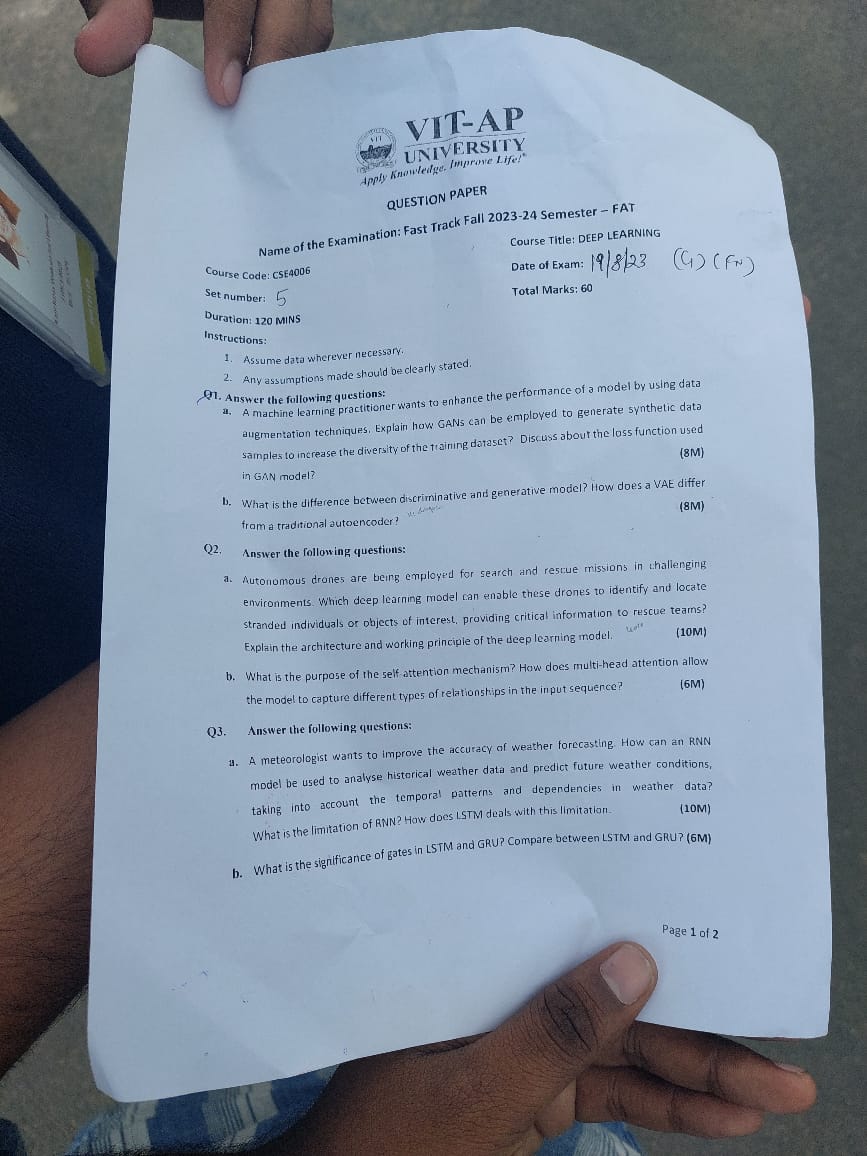 VIT-AP
UNIVERSITY
Apply Knowledge. Improve Life!
QUESTION PAPER
Name of the Examination: Fast Track Fall 2023-24 Semester – FAT
Course Code: CSE4006
Course Title: DEEP LEARNING
Set number: 5
Date of Exam: 19/8/23 (G) (FN)
Duration: 120 MINS
Total Marks: 60
Instructions:
1. Assume data wherever necessary.
2. Any assumptions made should be clearly stated.
Q1. Answer the following questions:
a. A machine learning practitioner wants to enhance the performance of a model by using data
augmentation techniques. Explain how GANs can be employed to generate synthetic data
samples to increase the diversity of the training dataset? Discuss about the loss function used
in GAN model? (8M)
b. What is the difference between discriminative and generative model? How does a VAE differ
from a traditional autoencoder? (8M)
Q2. Answer the following questions:
a. Autonomous drones are being employed for search and rescue missions in challenging
environments. Which deep learning model can enable these drones to identify and locate
stranded individuals or objects of interest, providing critical information to rescue teams?
Explain the architecture and working principle of the deep learning model. (10M)
b. What is the purpose of the self attention mechanism? How does multi-head attention allow
the model to capture different types of relationships in the input sequence? (6M)
Q3. Answer the following questions:
a. A meteorologist wants to improve the accuracy of weather forecasting. How can an RNN
model be used to analyse historical weather data and predict future weather conditions,
taking into account the temporal patterns and dependencies in weather data?
What is the limitation of RNN? How does LSTM deals with this limitation. (10M)
b. What is the significance of gates in LSTM and GRU? Compare between LSTM and GRU? (6M)
Page 1 of 2